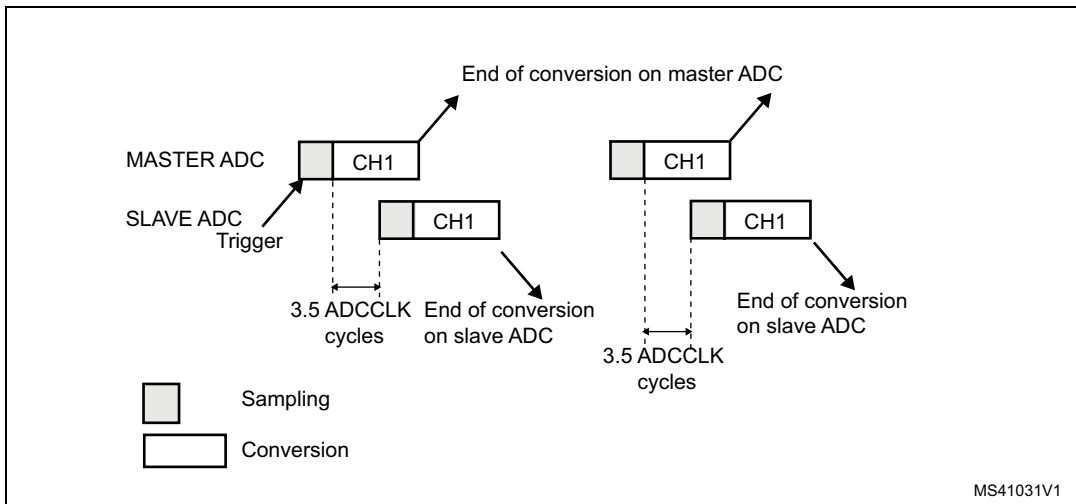 End of conversion on master ADC
MASTER ADC
CH1
CH1
SLAVE ADC
CH1
CH1
Trigger
3.5 ADCCLK
cycles
End of conversion
on slave ADC
3.5 ADCCLK
cycles
End of conversion
on slave ADC
Sampling
Conversion
MS41031V1